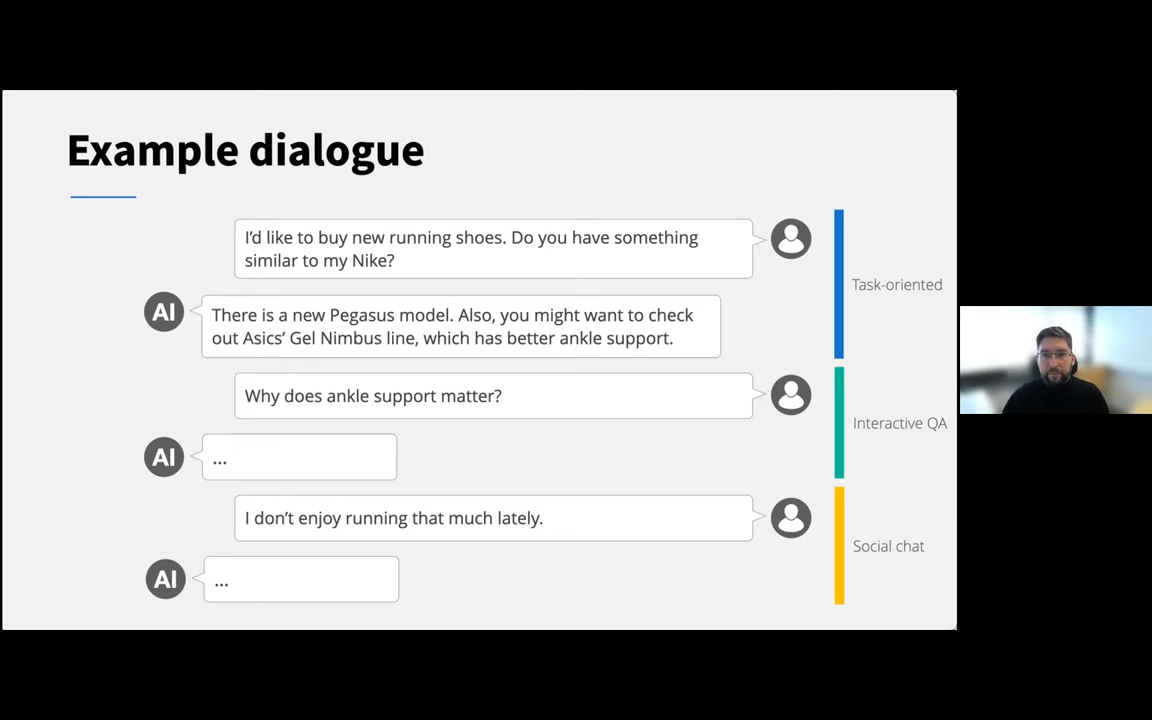 Example dialogue
I'd like to buy new running shoes. Do you have something
similar to my Nike?
Task-oriented
AI
There is a new Pegasus model. Also, you might want to check
out Asics' Gel Nimbus line, which has better ankle support.
Why does ankle support matter?
Interactive QA
AI
...
I don't enjoy running that much lately.
Social chat
AI
...